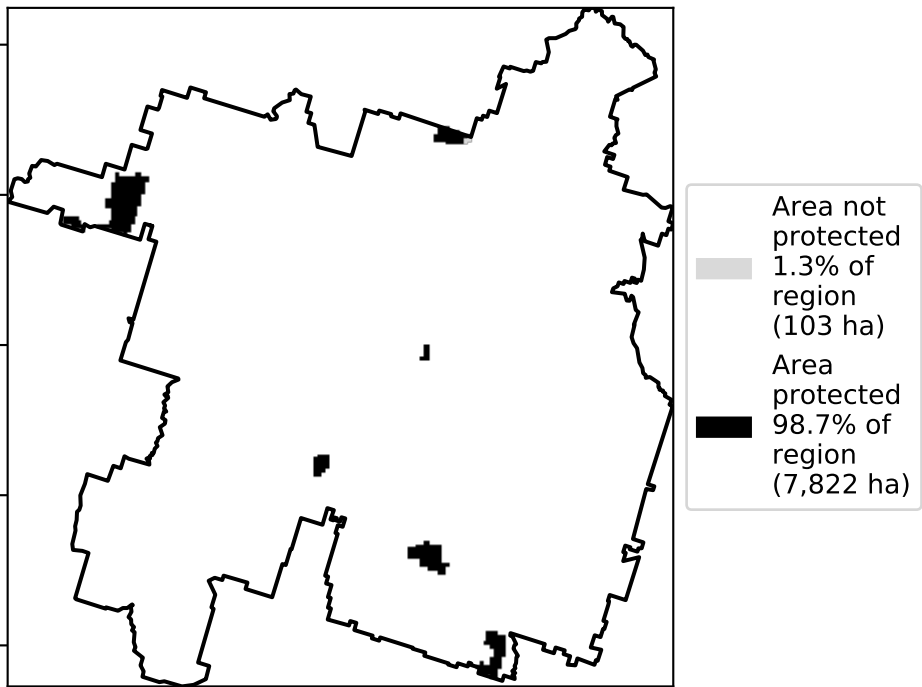 Area not
protected
1.3% of
region
(103 ha)
Area
protected
98.7% of
region
(7,822 ha)